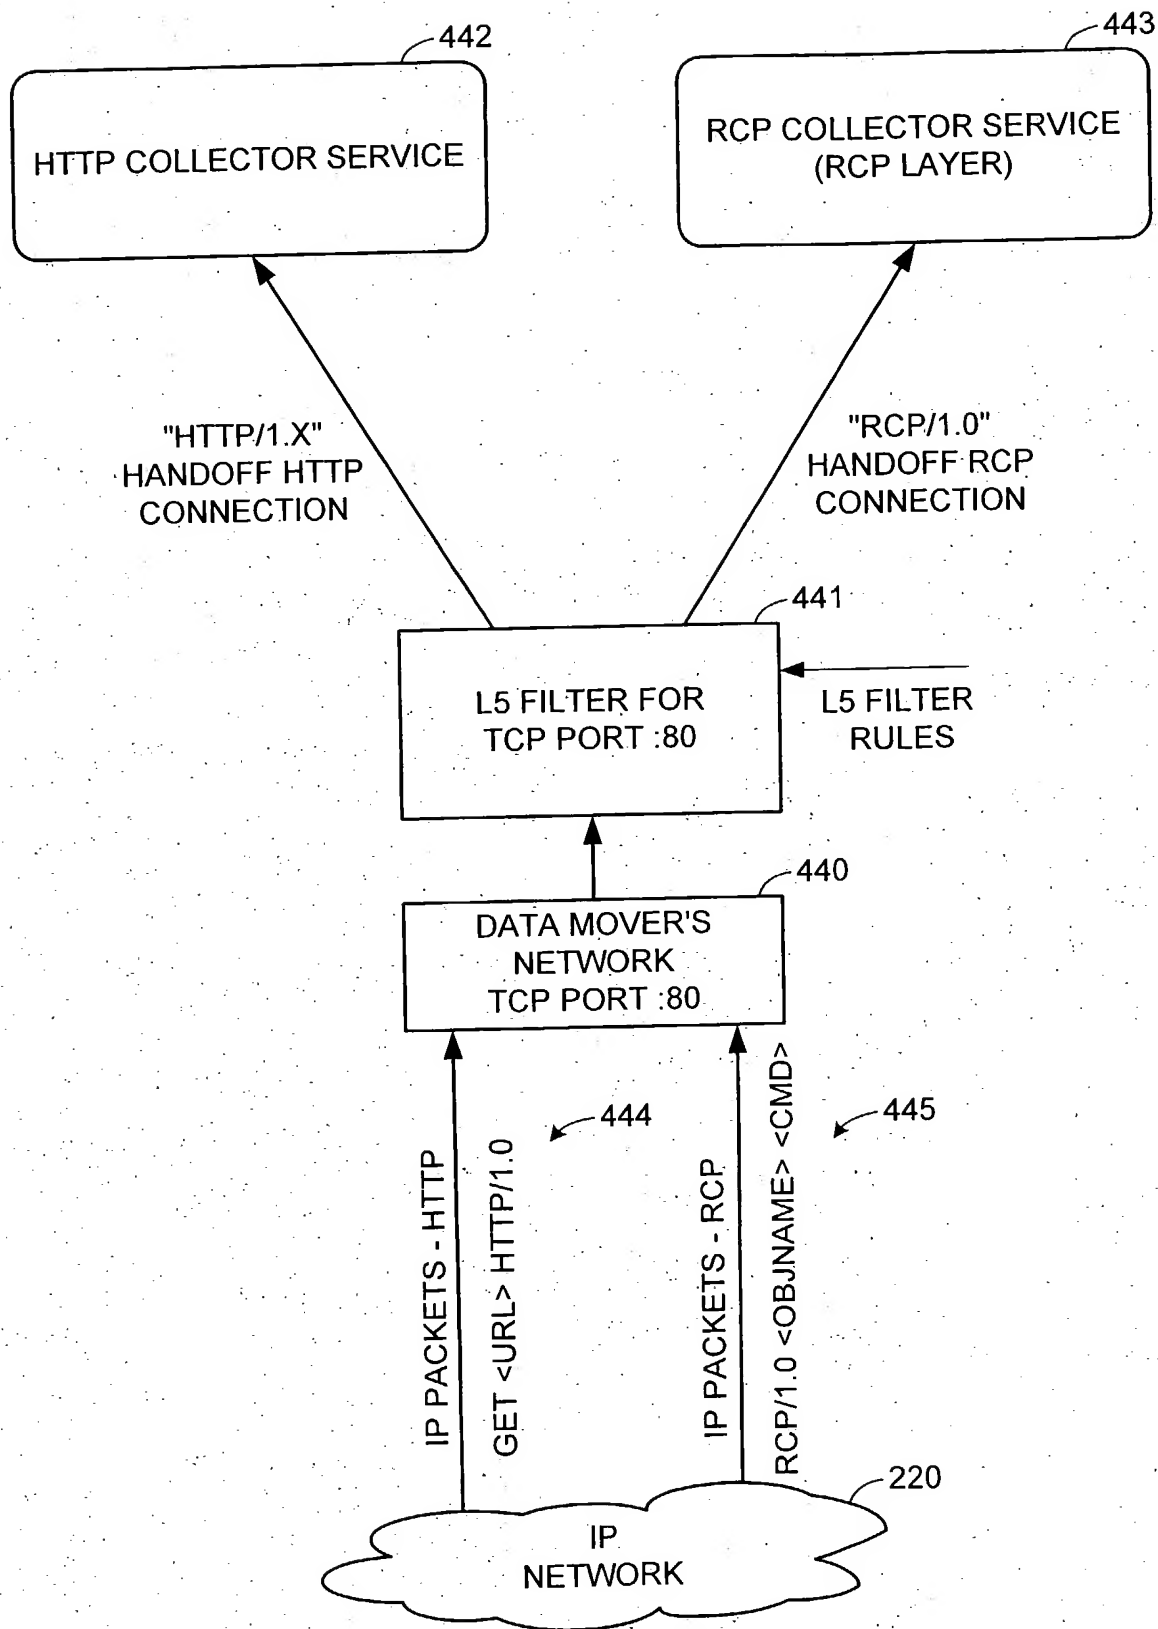 442
443
HTTP COLLECTOR SERVICE
RCP COLLECTOR SERVICE
(RCP LAYER)
"HTTP/1.X"
HANDOFF HTTP
CONNECTION
"RCP/1.0"
HANDOFF RCP
CONNECTION
441
L5 FILTER FOR
TCP PORT :80
L5 FILTER
RULES
440
DATA MOVER'S
NETWORK
TCP PORT :80
IP PACKETS - HTTP
GET <URL> HTTP/1.0
444
IP PACKETS - RCP
RCP/1.0 <OBJNAME> <CMD>
445
220
IP
NETWORK